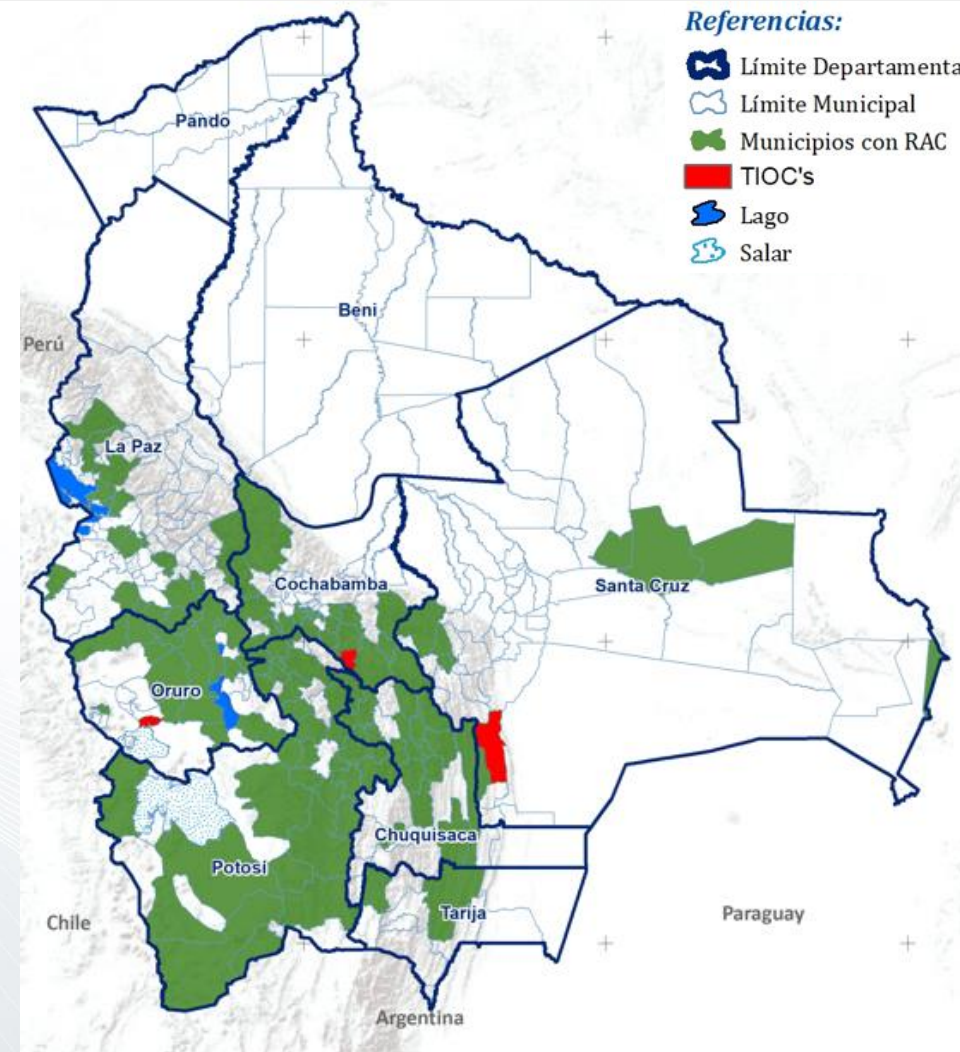 Referencias:
Límite Departamenta
Límite Municipal
Municipios con RAC
TIOC's
Lago
Salar
Pando
Beni
Perú
La Paz
Cochabamba
Santa Cruz
Oruro
Chuquisaca
Potosí
Tarija
Chile
Paraguay
Argentina